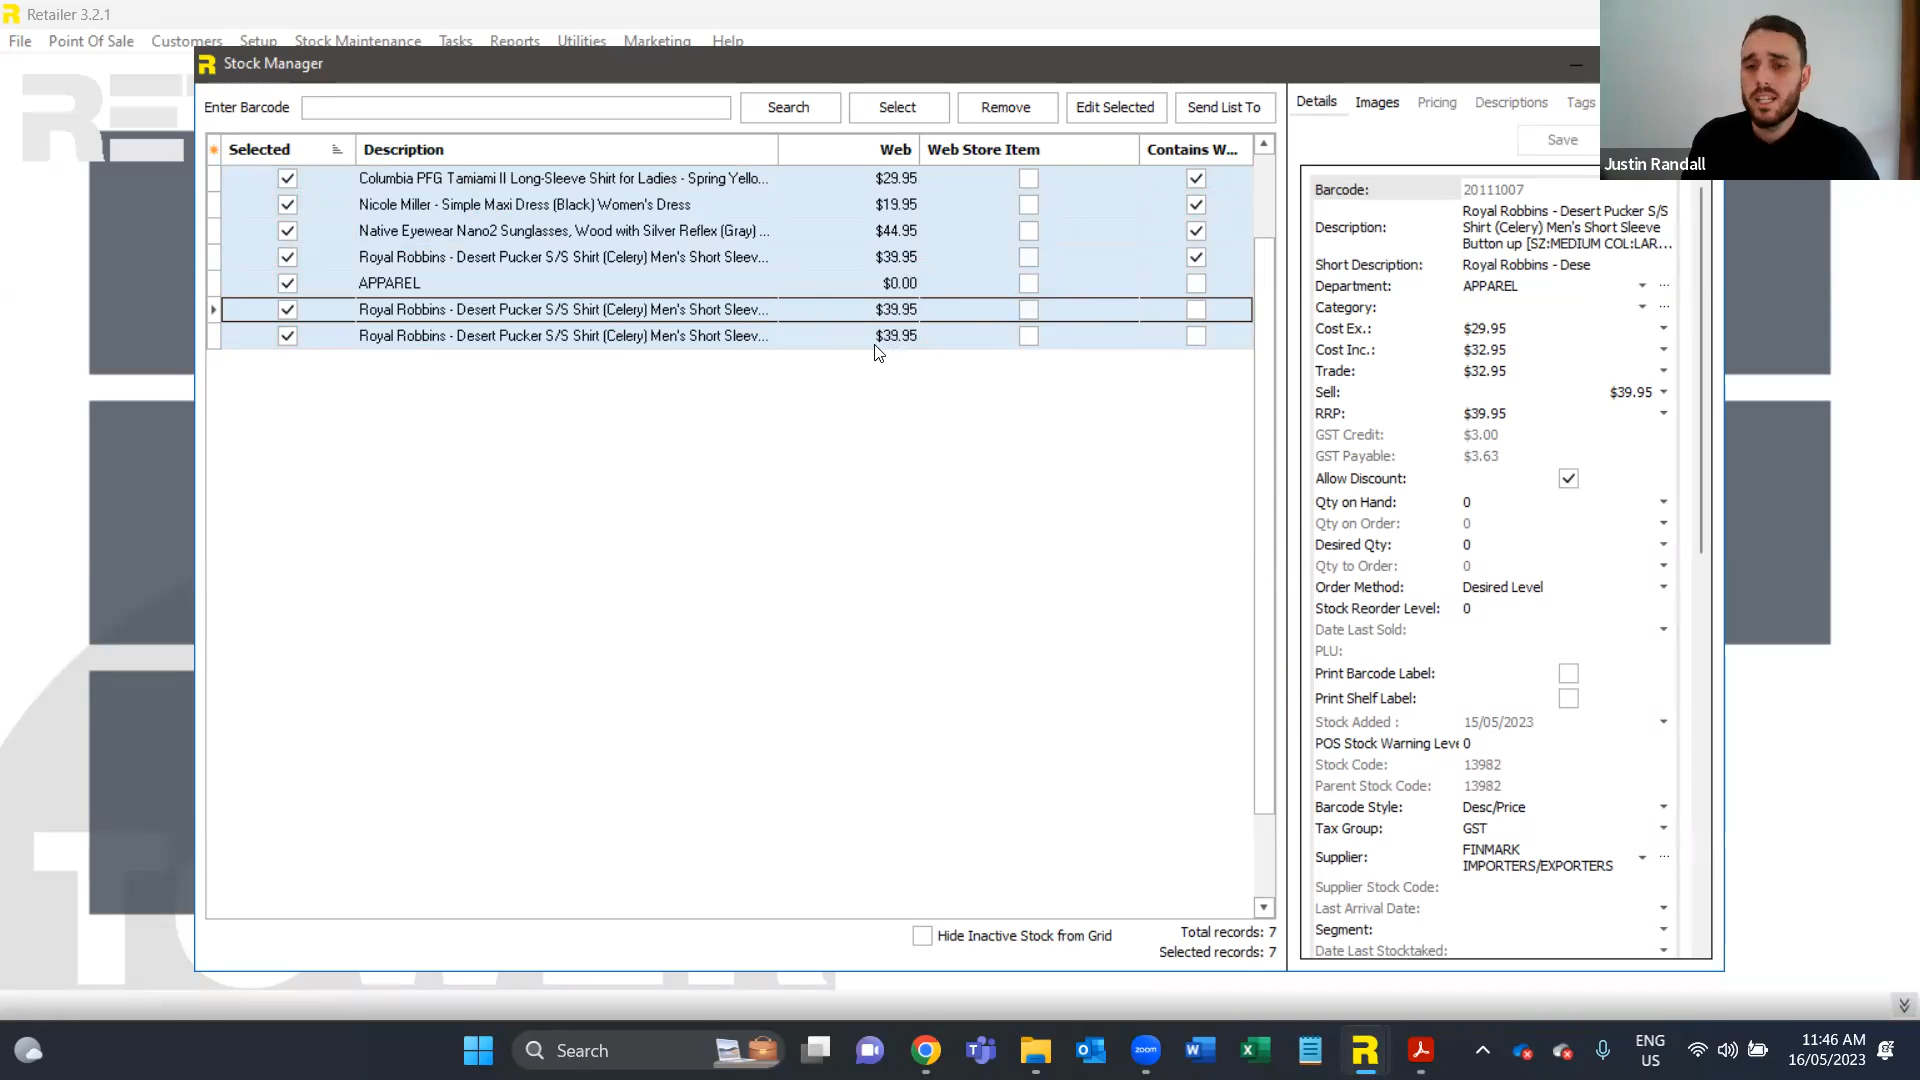 Retailer 3.2.1
File Point Of Sale Customers Setup Stock Maintenance Tasks Reports Utilities Marketing Help
Stock Manager
Enter Barcode Search Select Remove Edit Selected Send List To
Selected Description Web Web Store Item Contains W...
Columbia PFG Tamiami II Long-Sleeve Shirt for Ladies - Spring Yello... $29.95
Nicole Miller - Simple Maxi Dress (Black) Women's Dress $19.95
Native Eyewear Nano2 Sunglasses, Wood with Silver Reflex (Gray) ... $44.95
Royal Robbins - Desert Pucker S/S Shirt (Celery) Men's Short Sleev... $39.95
APPAREL $0.00
Royal Robbins - Desert Pucker S/S Shirt (Celery) Men's Short Sleev... $39.95
Royal Robbins - Desert Pucker S/S Shirt (Celery) Men's Short Sleev... $39.95
Hide Inactive Stock from Grid
Total records: 7
Selected records: 7
Details Images Pricing Descriptions Tags
Save
Justin Randall
Barcode: 20111007
Description: Royal Robbins - Desert Pucker S/S
Shirt (Celery) Men's Short Sleeve
Button up [SZ:MEDIUM COL:LAR...
Short Description: Royal Robbins - Dese
Department: APPAREL
Category:
Cost Ex.: $29.95
Cost Inc.: $32.95
Trade: $32.95
Sell: $39.95
RRP: $39.95
GST Credit: $3.00
GST Payable: $3.63
Allow Discount:
Qty on Hand: 0
Qty on Order: 0
Desired Qty: 0
Qty to Order: 0
Order Method: Desired Level
Stock Reorder Level: 0
Date Last Sold:
PLU:
Print Barcode Label:
Print Shelf Label:
Stock Added : 15/05/2023
POS Stock Warning Leve 0
Stock Code: 13982
Parent Stock Code: 13982
Barcode Style: Desc/Price
Tax Group: GST
Supplier: FINMARK
IMPORTERS/EXPORTERS
Supplier Stock Code:
Last Arrival Date:
Segment:
Date Last Stocktaked:
Search
zoom
ENG
US
11:46 AM
16/05/2023